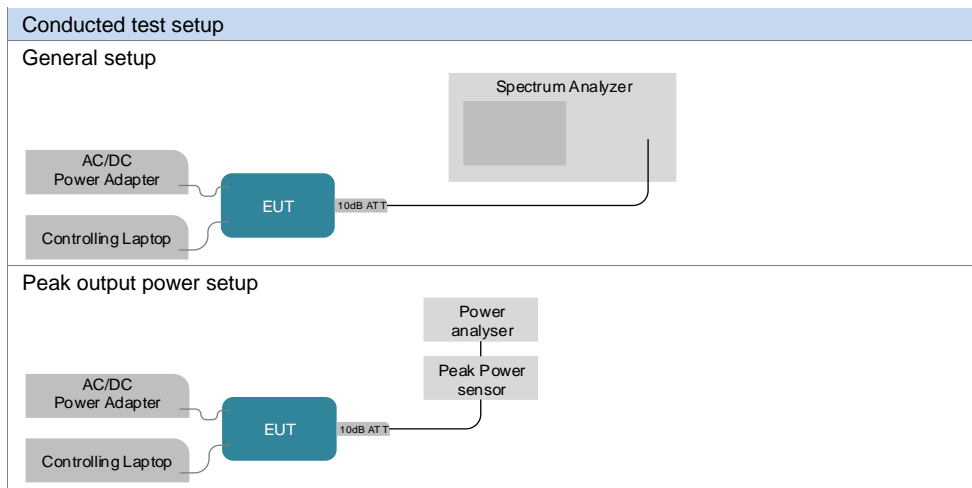 Conducted test setup
General setup
Spectrum Analyzer
AC/DC
Power Adapter
EUT
10dB ATT
Controlling Laptop
Peak output power setup
Power
analyser
Peak Power
sensor
AC/DC
Power Adapter
EUT
10dB ATT
Controlling Laptop